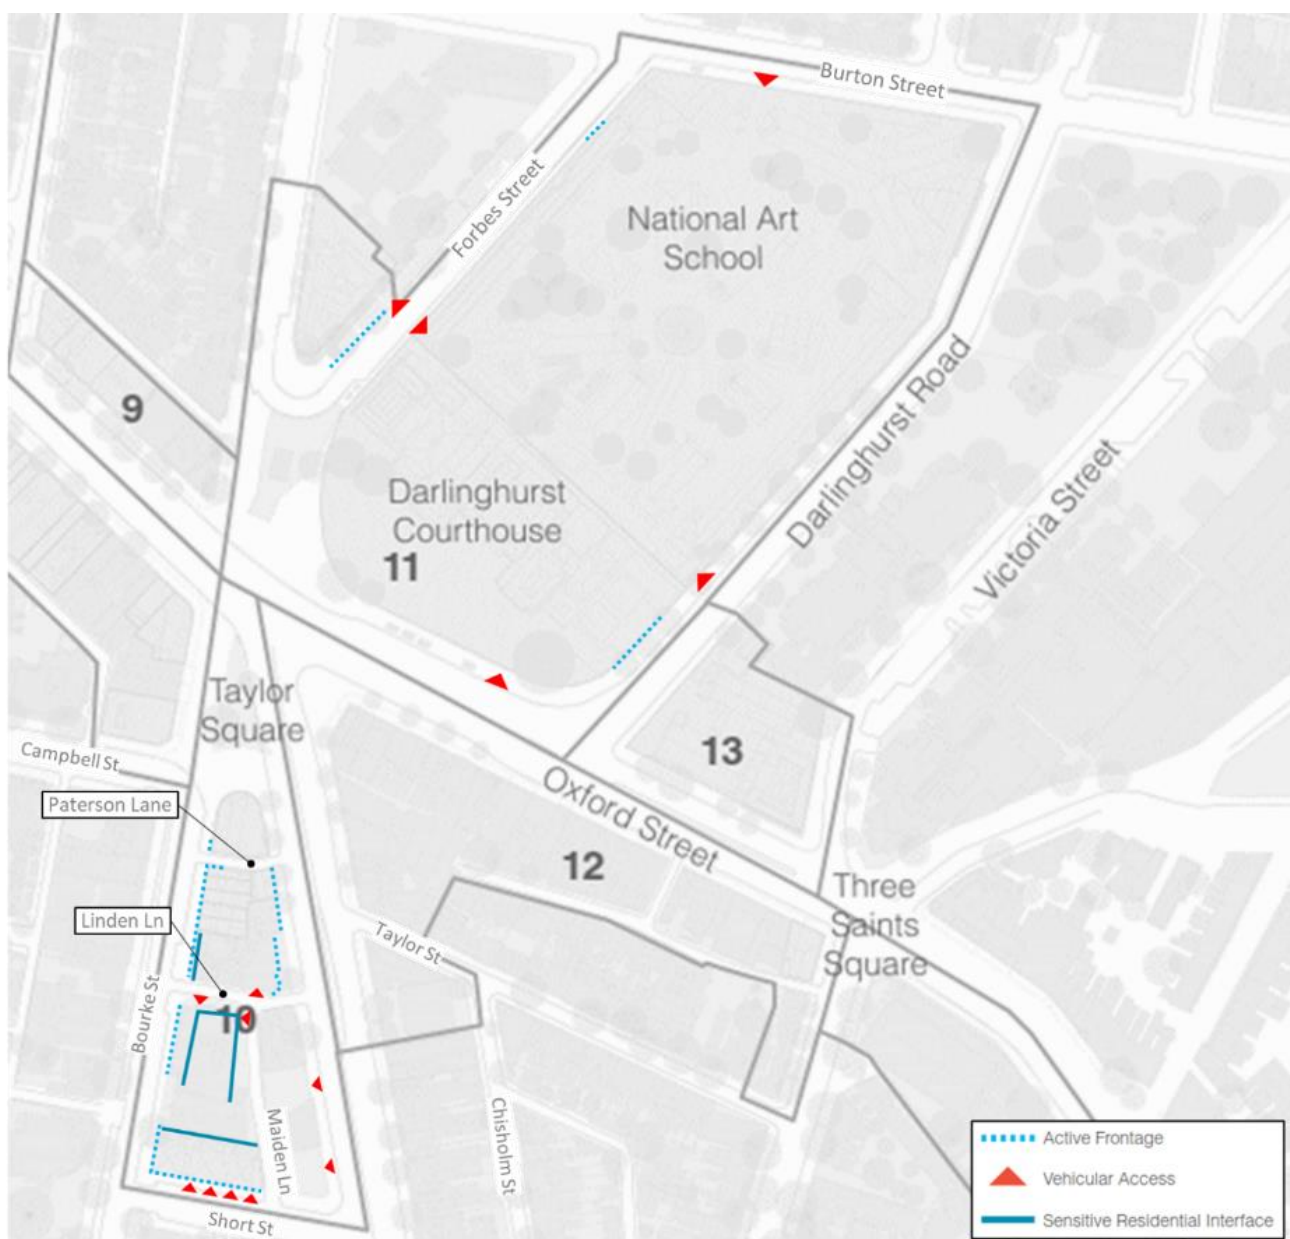 Burton Street
Forbes Street
National Art
School
9
Darlinghurst Road
Darlinghurst
Courthouse
11
Victoria Street
Taylor
Square
Campbell St
13
Oxford Street
Paterson Lane
12
Three
Saints
Square
Linden Ln
Taylor St
Bourke St
10
Maiden Ln
Chisholm St
Short St
Active Frontage
Vehicular Access
Sensitive Residential Interface